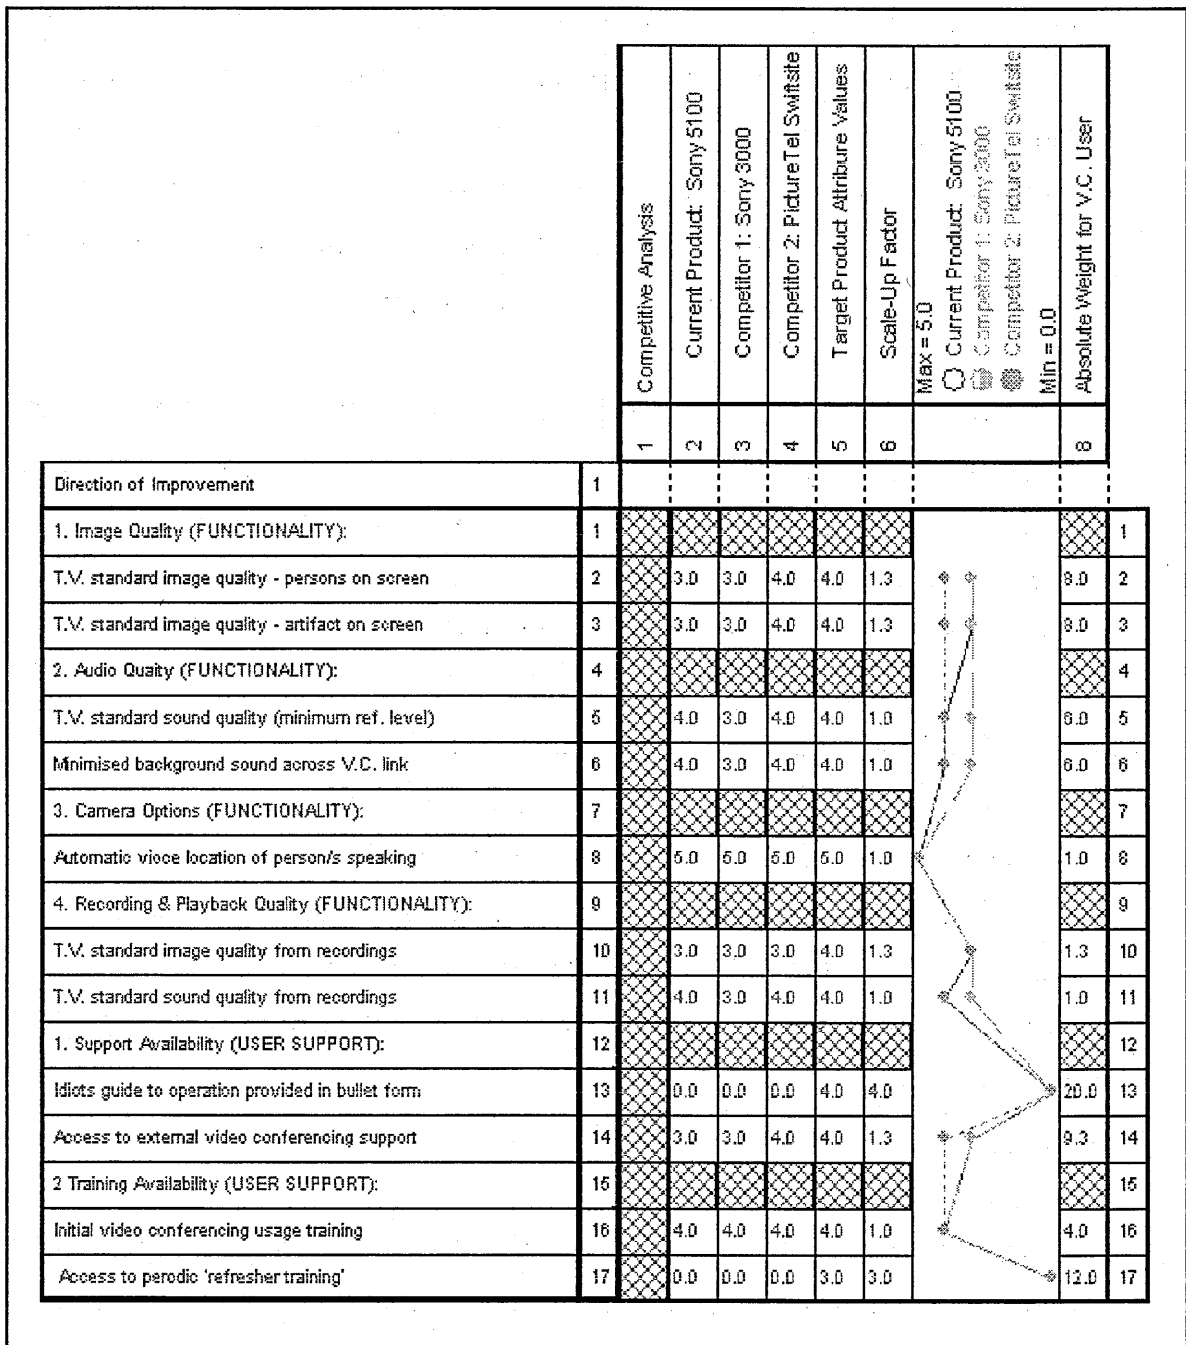 Competitive Analysis
Current Product: Sony 5100
Competitor 1: Sony 3000
Competitor 2: PictureTel Swiftsite
Target Product Attribure Values
Scale-Up Factor
Max = 5.0
Current Product: Sony 5100
Competitor 1: Sony 3000
Competitor 2: PictureTel Swiftsite
Min = 0.0
Absolute Weight for V.C. User
1 2 3 4 5 6 8
Direction of Improvement 1
1. Image Quality (FUNCTIONALITY): 1 1
T.V. standard image quality - persons on screen 2 3.0 3.0 4.0 4.0 1.3 8.0 2
T.V. standard image quality - artifact on screen 3 3.0 3.0 4.0 4.0 1.3 8.0 3
2. Audio Quaity (FUNCTIONALITY): 4 4
T.V. standard sound quality (minimum ref. level) 5 4.0 3.0 4.0 4.0 1.0 6.0 5
Minimised background sound across V.C. link 6 4.0 3.0 4.0 4.0 1.0 6.0 6
3. Camera Options (FUNCTIONALITY): 7 7
Automatic vioce location of person/s speaking 8 5.0 5.0 5.0 5.0 1.0 1.0 8
4. Recording & Playback Quality (FUNCTIONALITY): 9 9
T.V. standard image quality from recordings 10 3.0 3.0 3.0 4.0 1.3 1.3 10
T.V. standard sound quality from recordings 11 4.0 3.0 4.0 4.0 1.0 1.0 11
1. Support Availability (USER SUPPORT): 12 12
Idiots guide to operation provided in bullet form 13 0.0 0.0 0.0 4.0 4.0 20.0 13
Access to external video conferencing support 14 3.0 3.0 4.0 4.0 1.3 9.3 14
2 Training Availability (USER SUPPORT): 15 15
Initial video conferencing usage training 16 4.0 4.0 4.0 4.0 1.0 4.0 16
Access to perodic 'refresher training' 17 0.0 0.0 0.0 3.0 3.0 12.0 17